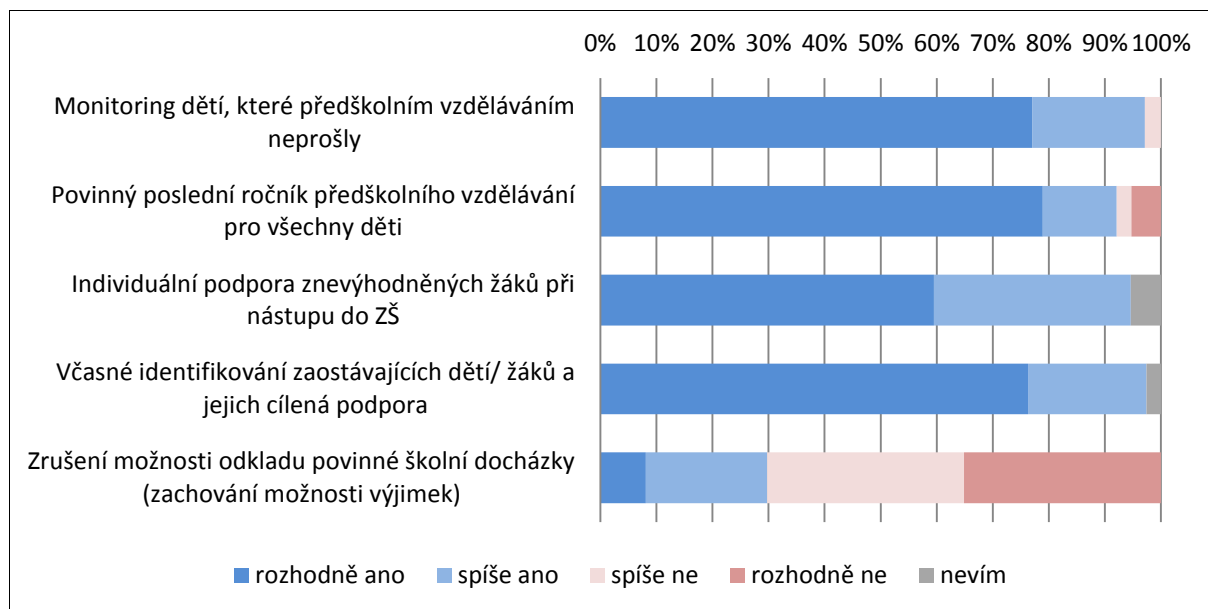 0% 10% 20% 30% 40% 50% 60% 70% 80% 90% 100%
Monitoring dětí, které předškolním vzděláváním
neprošly
Povinný poslední ročník předškolního vzdělávání
pro všechny děti
Individuální podpora znevýhodněných žáků při
nástupu do ZŠ
Včasné identifikování zaostávajících dětí/ žáků a
jejich cílená podpora
Zrušení možnosti odkladu povinné školní docházky
(zachování možnosti výjimek)
rozhodně ano spíše ano spíše ne rozhodně ne nevím